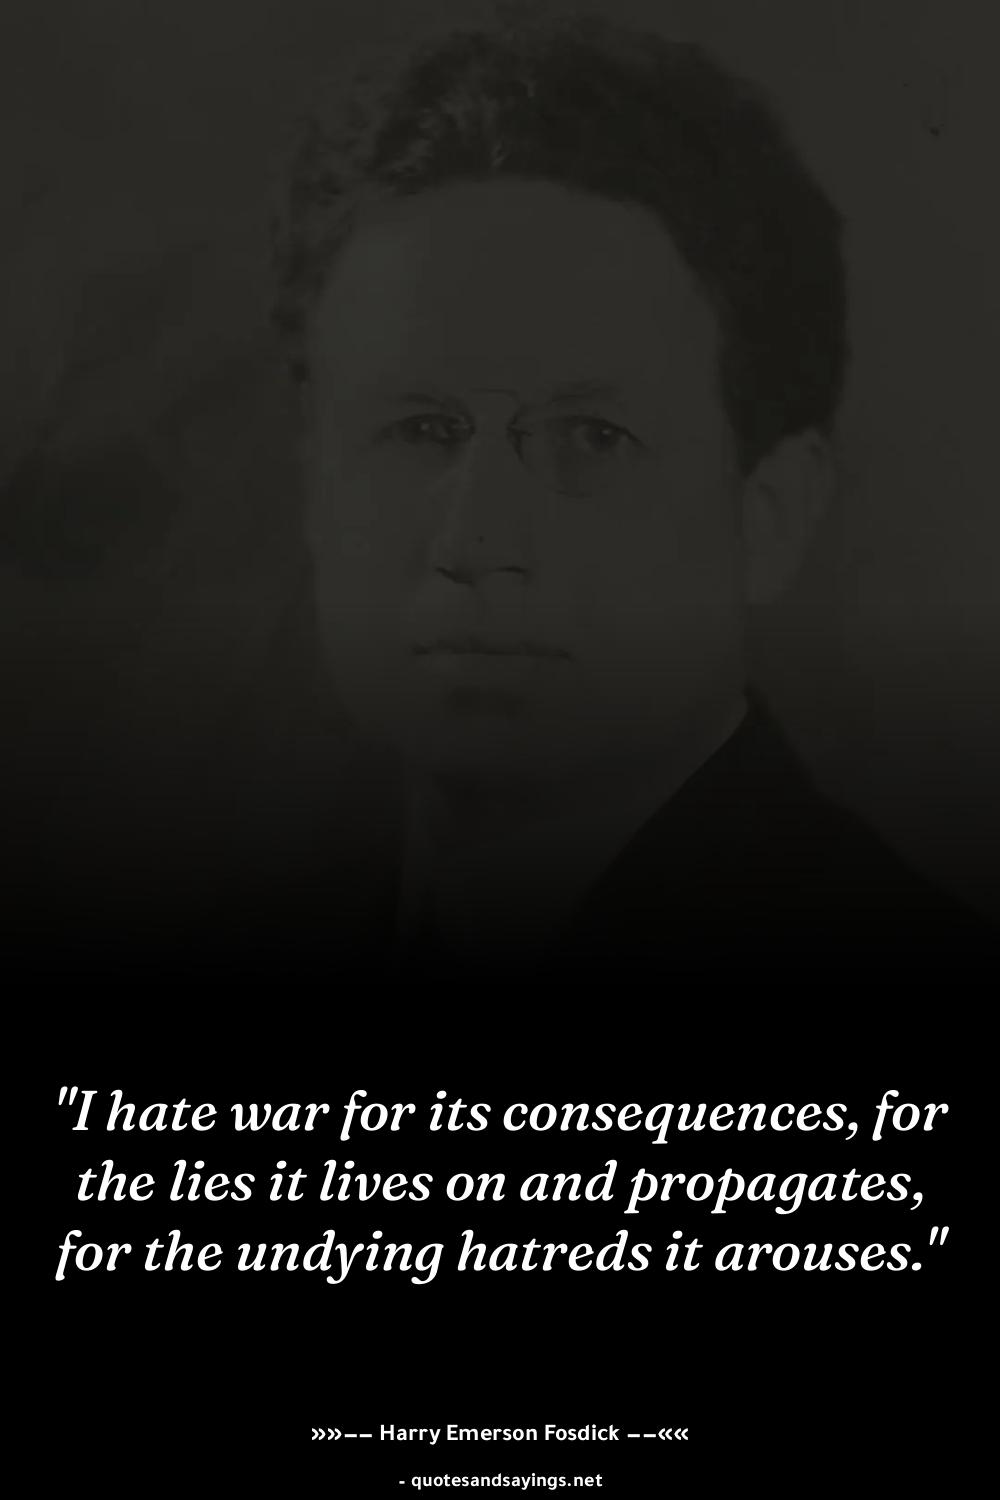 "I hate war for its consequences, for
the lies it lives on and propagates,
for the undying hatreds it arouses."
»»–– Harry Emerson Fosdick ––««
- quotesandsayings.net